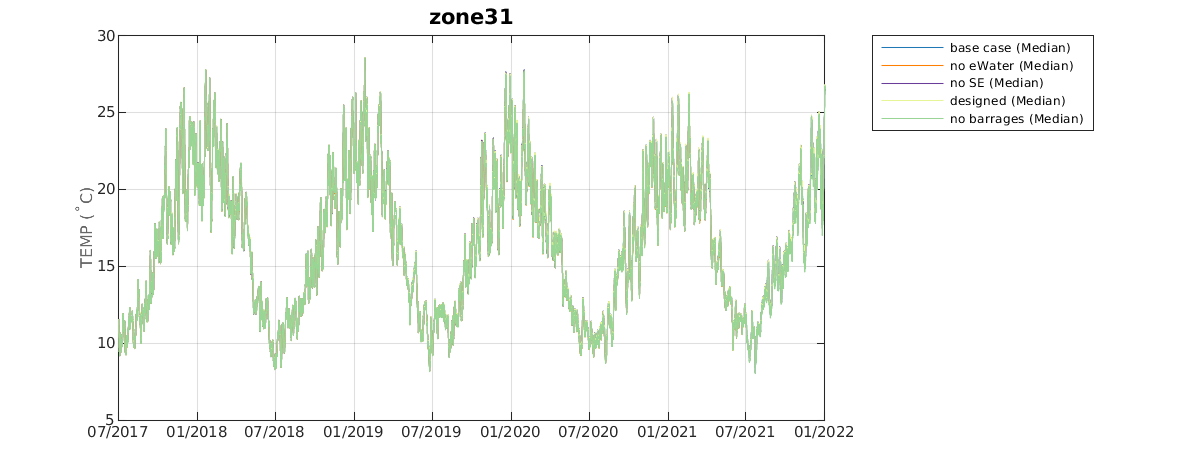 zone31
30
25
20
15
10
5
TEMP (˚C)
07/2017 01/2018 07/2018 01/2019 07/2019 01/2020 07/2020 01/2021 07/2021 01/2022
base case (Median)
no eWater (Median)
no SE (Median)
designed (Median)
no barrages (Median)